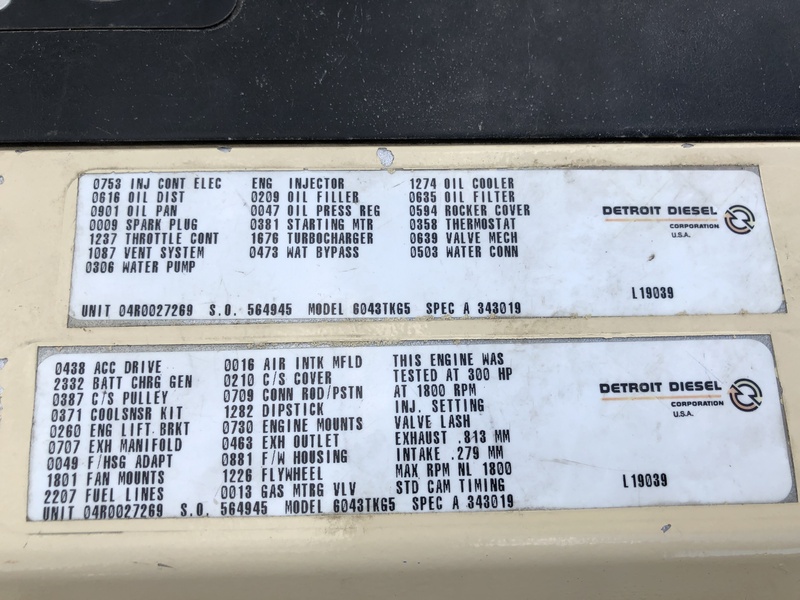 0753 INJ CONT ELEC ENG INJECTOR 1274 OIL COOLER
0616 OIL DIST 0209 OIL FILLER 0635 OIL FILTER
0901 OIL PAN 0047 OIL PRESS REG 0594 ROCKER COVER
0009 SPARK PLUG 0381 STARTING MTR 0358 THERMOSTAT
1237 THROTTLE CONT 1676 TURBOCHARGER 0639 VALVE MECH
1087 VENT SYSTEM 0473 WAT BYPASS 0503 WATER CONN
0306 WATER PUMP
DETROIT DIESEL
CORPORATION
U.S.A.
L19039
UNIT 04R0027269 S.O. 564945 MODEL 6043TKG5 SPEC A 343019
0438 ACC DRIVE 0016 AIR INTK MFLD THIS ENGINE WAS
2332 BATT CHRG GEN 0210 C/S COVER TESTED AT 300 HP
0387 C/S PULLEY 0709 CONN ROD/PSTN AT 1800 RPM
0371 COOLSNSR KIT 1282 DIPSTICK INJ. SETTING
0260 ENG LIFT BRKT 0730 ENGINE MOUNTS VALVE LASH
0707 EXH MANIFOLD 0463 EXH OUTLET EXHAUST .813 MM
0049 F/HSG ADAPT 0881 F/W HOUSING INTAKE .279 MM
1801 FAN MOUNTS 1226 FLYWHEEL MAX RPM NL 1800
2207 FUEL LINES 0013 GAS MTRG VLV STD CAM TIMING
DETROIT DIESEL
CORPORATION
U.S.A.
L19039
UNIT 04R0027269 S.O. 564945 MODEL 6043TKG5 SPEC A 343019